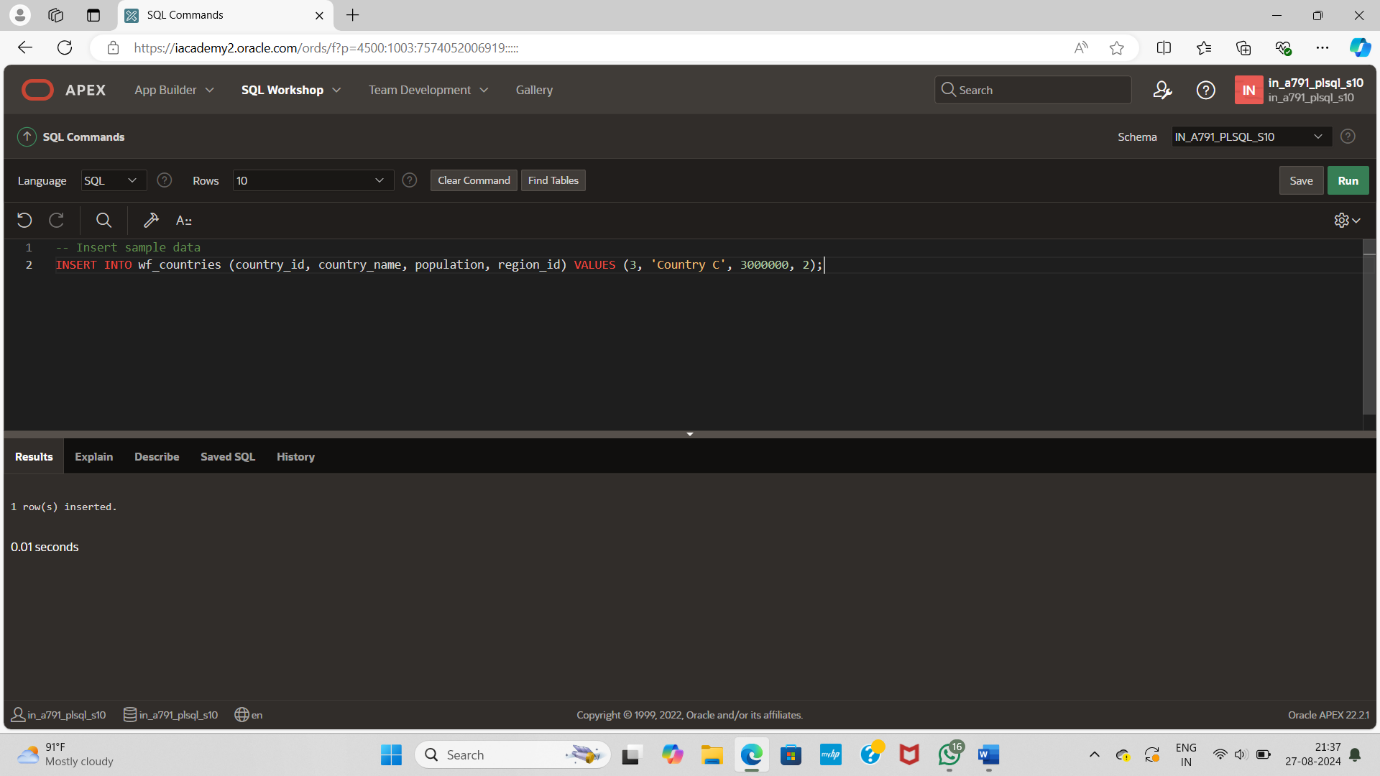 SQL Commands
https://iacademy2.oracle.com/ords/f?p=4500:1003:7574052006919:::::
APEX App Builder SQL Workshop Team Development Gallery Search IN in_a791_plsql_s10
in_a791_plsql_s10
SQL Commands Schema IN_A791_PLSQL_S10
Language SQL Rows 10 Clear Command Find Tables Save Run
A::
1 -- Insert sample data
2 INSERT INTO wf_countries (country_id, country_name, population, region_id) VALUES (3, 'Country C', 3000000, 2);
Results Explain Describe Saved SQL History
1 row(s) inserted.
0.01 seconds
in_a791_plsql_s10 in_a791_plsql_s10 en Copyright © 1999, 2022, Oracle and/or its affiliates. Oracle APEX 22.2.1
91°F
Mostly cloudy
Search
myhp
16
W
ENG
IN
21:37
27-08-2024